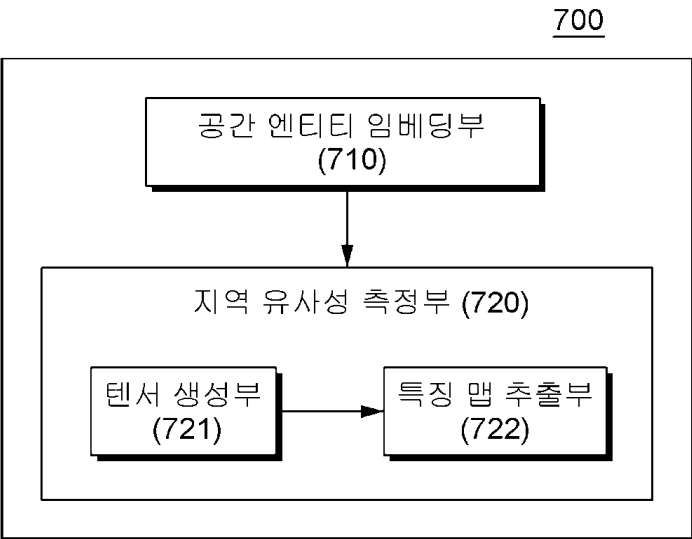 700
공간 엔티티 임베딩부
(710)
지역 유사성 측정부 (720)
텐서 생성부
(721)
특징 맵 추출부
(722)